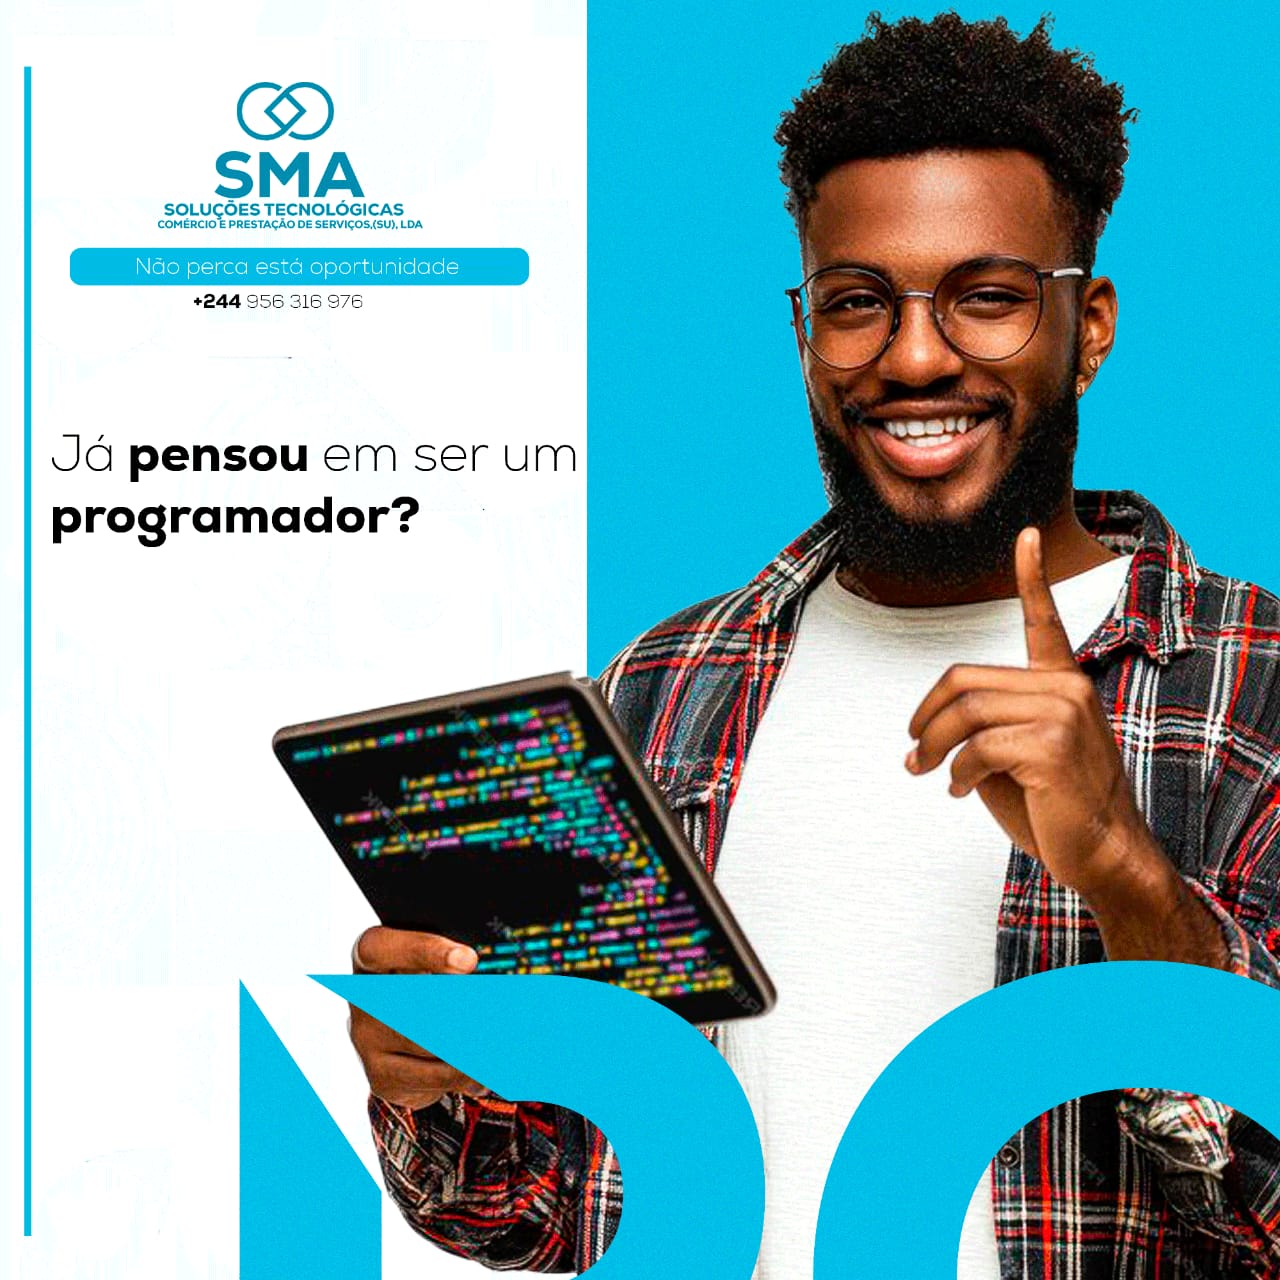 SMA
SOLUÇÕES TECNOLÓGICAS
COMÉRCIO E PRESTAÇÃO DE SERVIÇOS,(SU), LDA
Não perca está oportunidade
+244 956 316 976
Já pensou em ser um
programador?